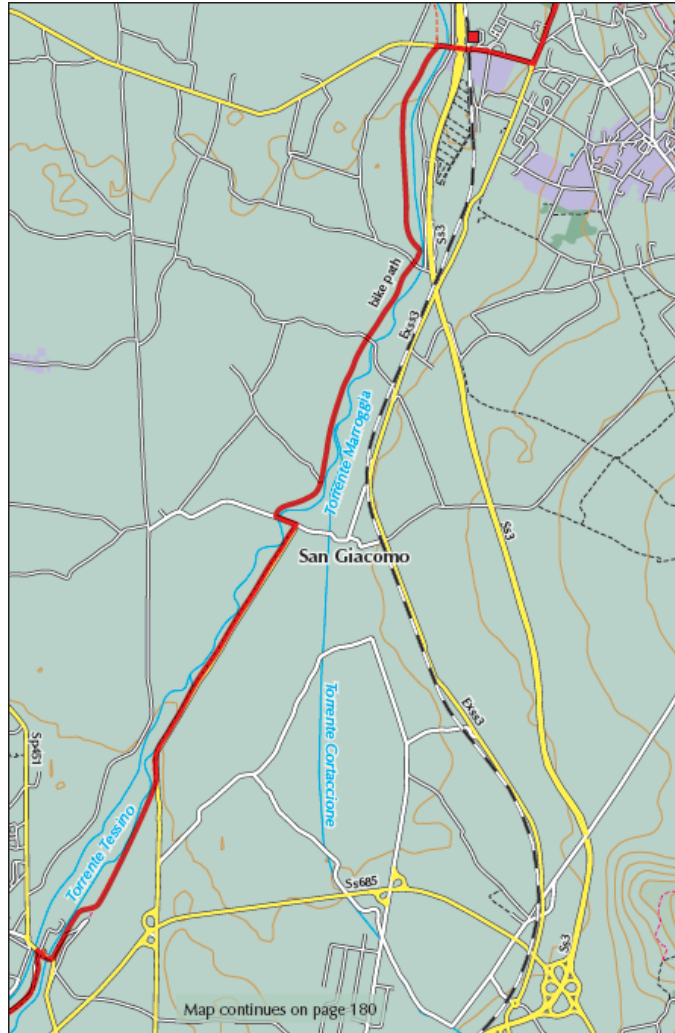 Ss3
bike path
Exss3
Torrente Marroggia
Ss3
San Giacomo
Torrente Cortaccione
Exss3
Sp451
Torrente Tessino
Ss685
Ss3
Map continues on page 180